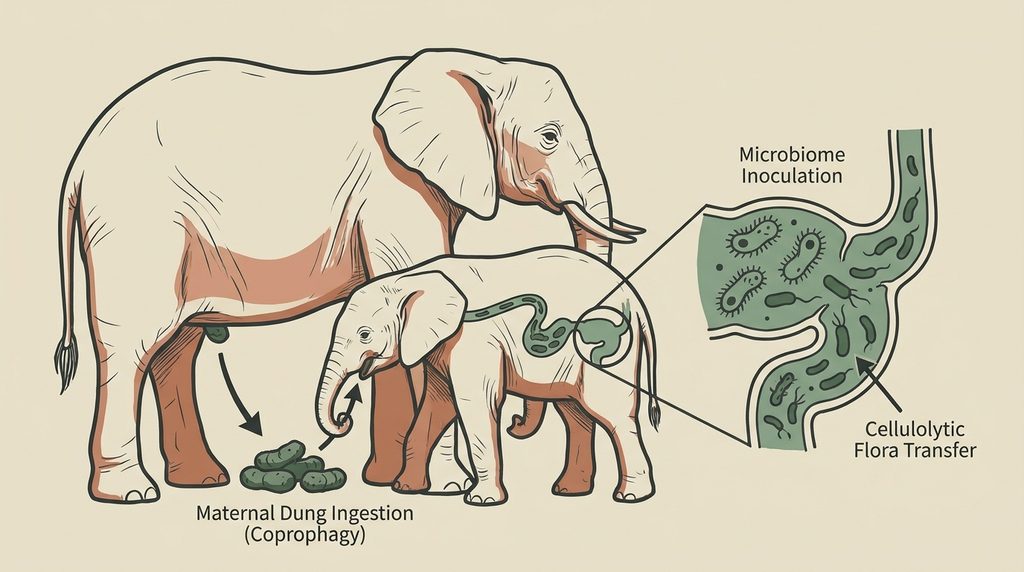 Microbiome
Inoculation
Cellulolytic
Flora Transfer
Maternal Dung Ingestion
(Coprophagy)